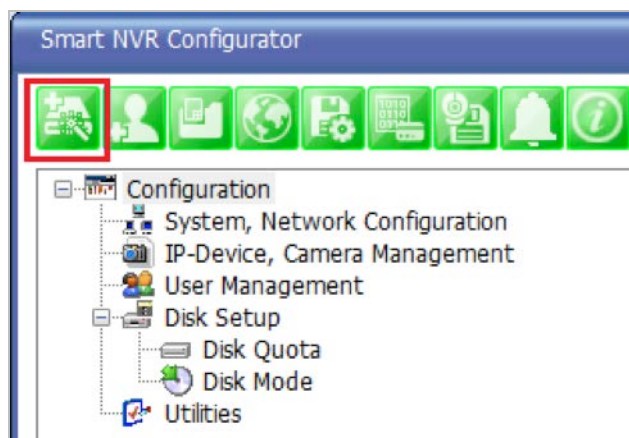 Smart NVR Configurator
Configuration
System, Network Configuration
IP-Device, Camera Management
User Management
Disk Setup
Disk Quota
Disk Mode
Utilities